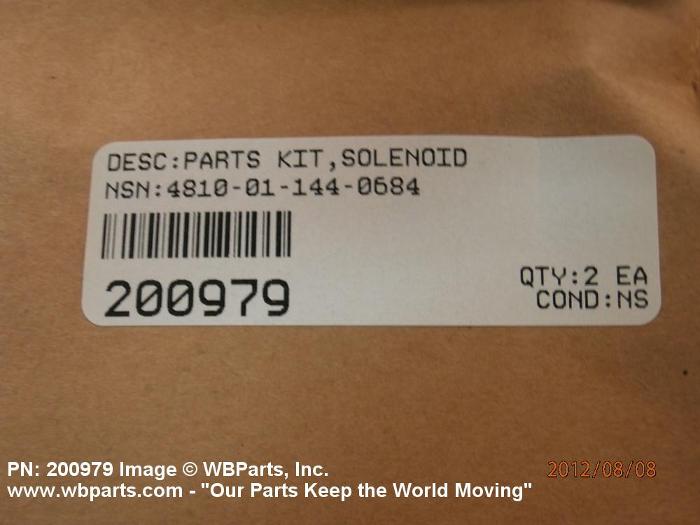 DESC:PARTS KIT,SOLENOID
NSN:4810-01-144-0684
200979
QTY:2 EA
COND:NS
PN: 200979 Image © WBParts, Inc.
2012/08/08
www.wbparts.com - "Our Parts Keep the World Moving"